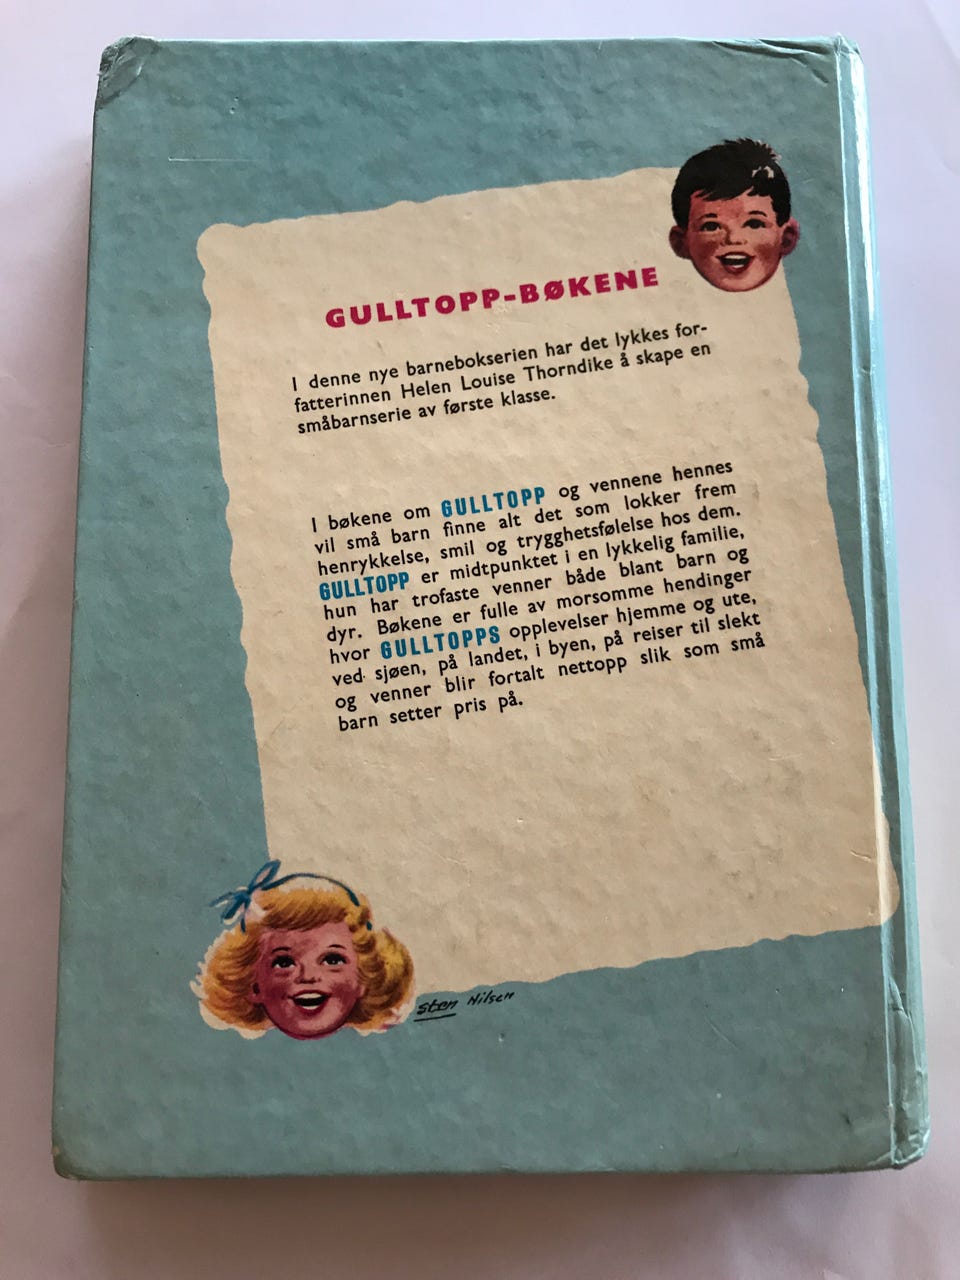 GULLTOPP-BØKENE
I denne nye barnebokserien har det lykkes for-
fatterinnen Helen Louise Thorndike å skape en
småbarnserie av første klasse.
I bøkene om GULLTOPP og vennene hennes
vil små barn finne alt det som lokker frem
henrykkelse, smil og trygghetsfølelse hos dem.
GULLTOPP er midtpunktet i en lykkelig familie,
hun har trofaste venner både blant barn og
dyr. Bøkene er fulle av morsomme hendinger
hvor GULLTOPPS opplevelser hjemme og ute,
ved sjøen, på landet, i byen, på reiser til slekt
og venner blir fortalt nettopp slik som små
barn setter pris på.
Sten Nilsen